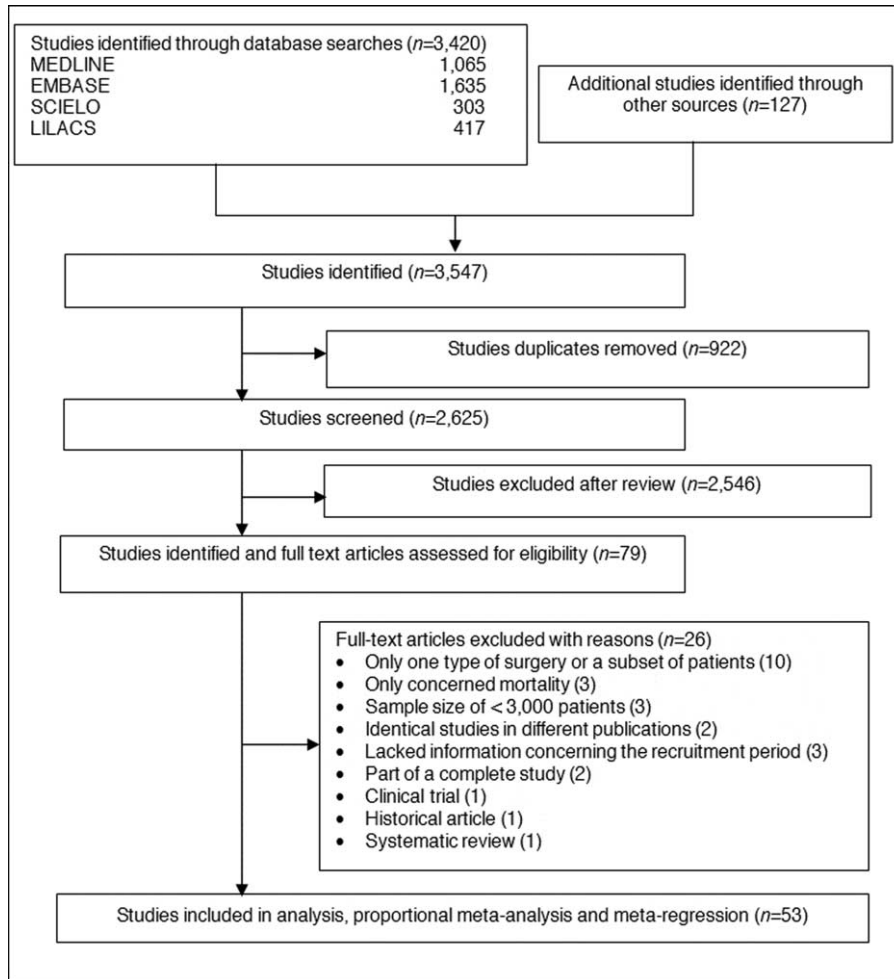 Studies identified through database searches (n=3,420)
MEDLINE 1,065
EMBASE 1,635
SCIELO 303
LILACS 417
Additional studies identified through
other sources (n=127)
Studies identified (n=3,547)
Studies duplicates removed (n=922)
Studies screened (n=2,625)
Studies excluded after review (n=2,546)
Studies identified and full text articles assessed for eligibility (n=79)
Full-text articles excluded with reasons (n=26)
• Only one type of surgery or a subset of patients (10)
• Only concerned mortality (3)
• Sample size of < 3,000 patients (3)
• Identical studies in different publications (2)
• Lacked information concerning the recruitment period (3)
• Part of a complete study (2)
• Clinical trial (1)
• Historical article (1)
• Systematic review (1)
Studies included in analysis, proportional meta-analysis and meta-regression (n=53)